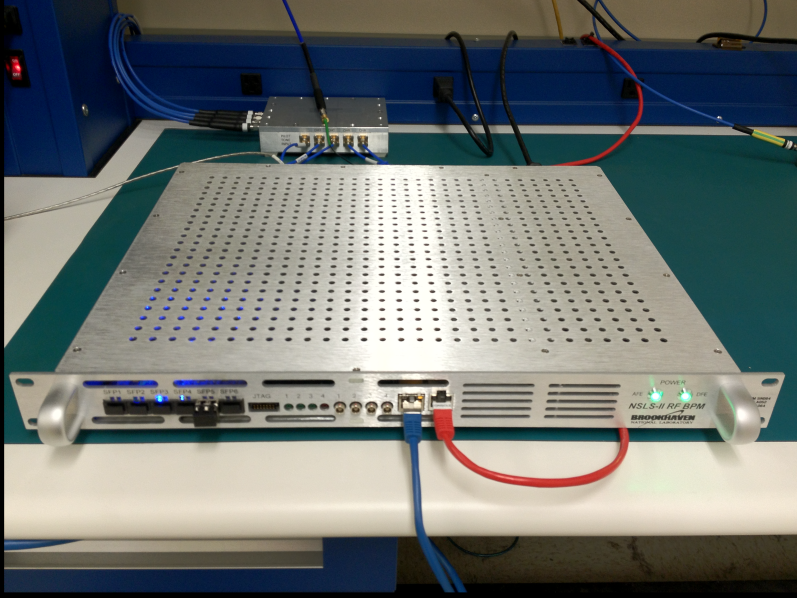 SFP1 SFP2 SFP3 SFP4 SFP5 SFP6
JTAG
1 2 3 4
POWER
AFE DFE
NSLS-II RF BPM
BROOKHAVEN
NATIONAL LABORATORY